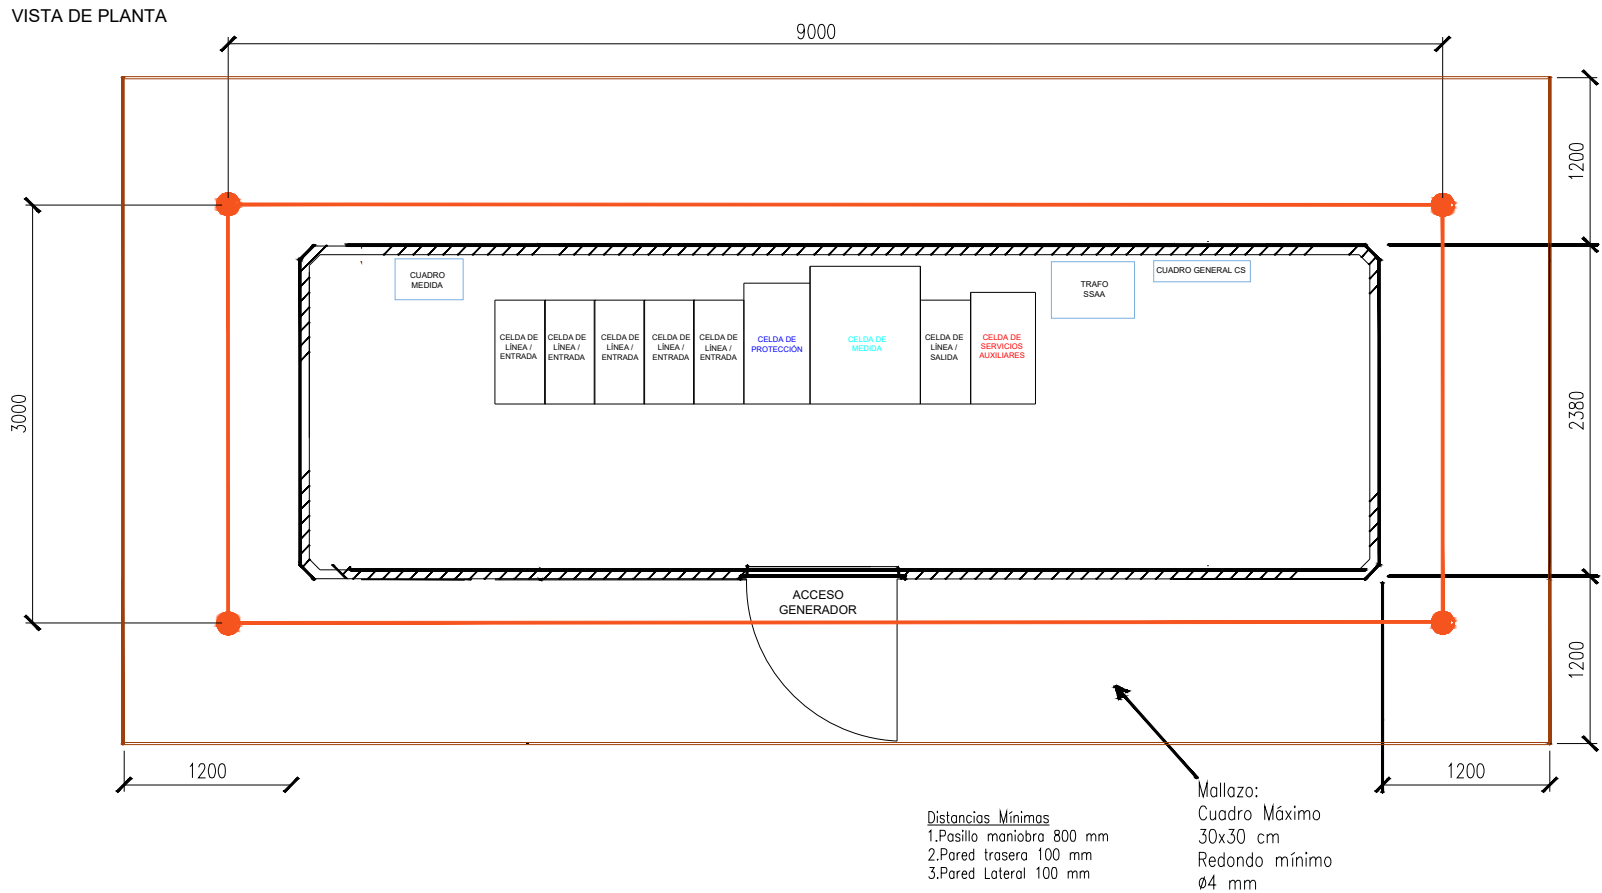 VISTA DE PLANTA
9000
1200
3000
2380
1200
CUADRO
MEDIDA
CELDA DE
LÍNEA /
ENTRADA
CELDA DE
LÍNEA /
ENTRADA
CELDA DE
LÍNEA /
ENTRADA
CELDA DE
LÍNEA /
ENTRADA
CELDA DE
LÍNEA /
ENTRADA
CELDA DE
PROTECCIÓN
CELDA DE
MEDIDA
CELDA DE
LÍNEA /
SALIDA
CELDA DE
SERVICIOS
AUXILIARES
TRAFO
SSAA
CUADRO GENERAL CS
ACCESO
GENERADOR
1200
1200
Distancias Mínimas
1.Pasillo maniobra 800 mm
2.Pared trasera 100 mm
3.Pared Lateral 100 mm
Mallazo:
Cuadro Máximo
30x30 cm
Redondo mínimo
ø4 mm